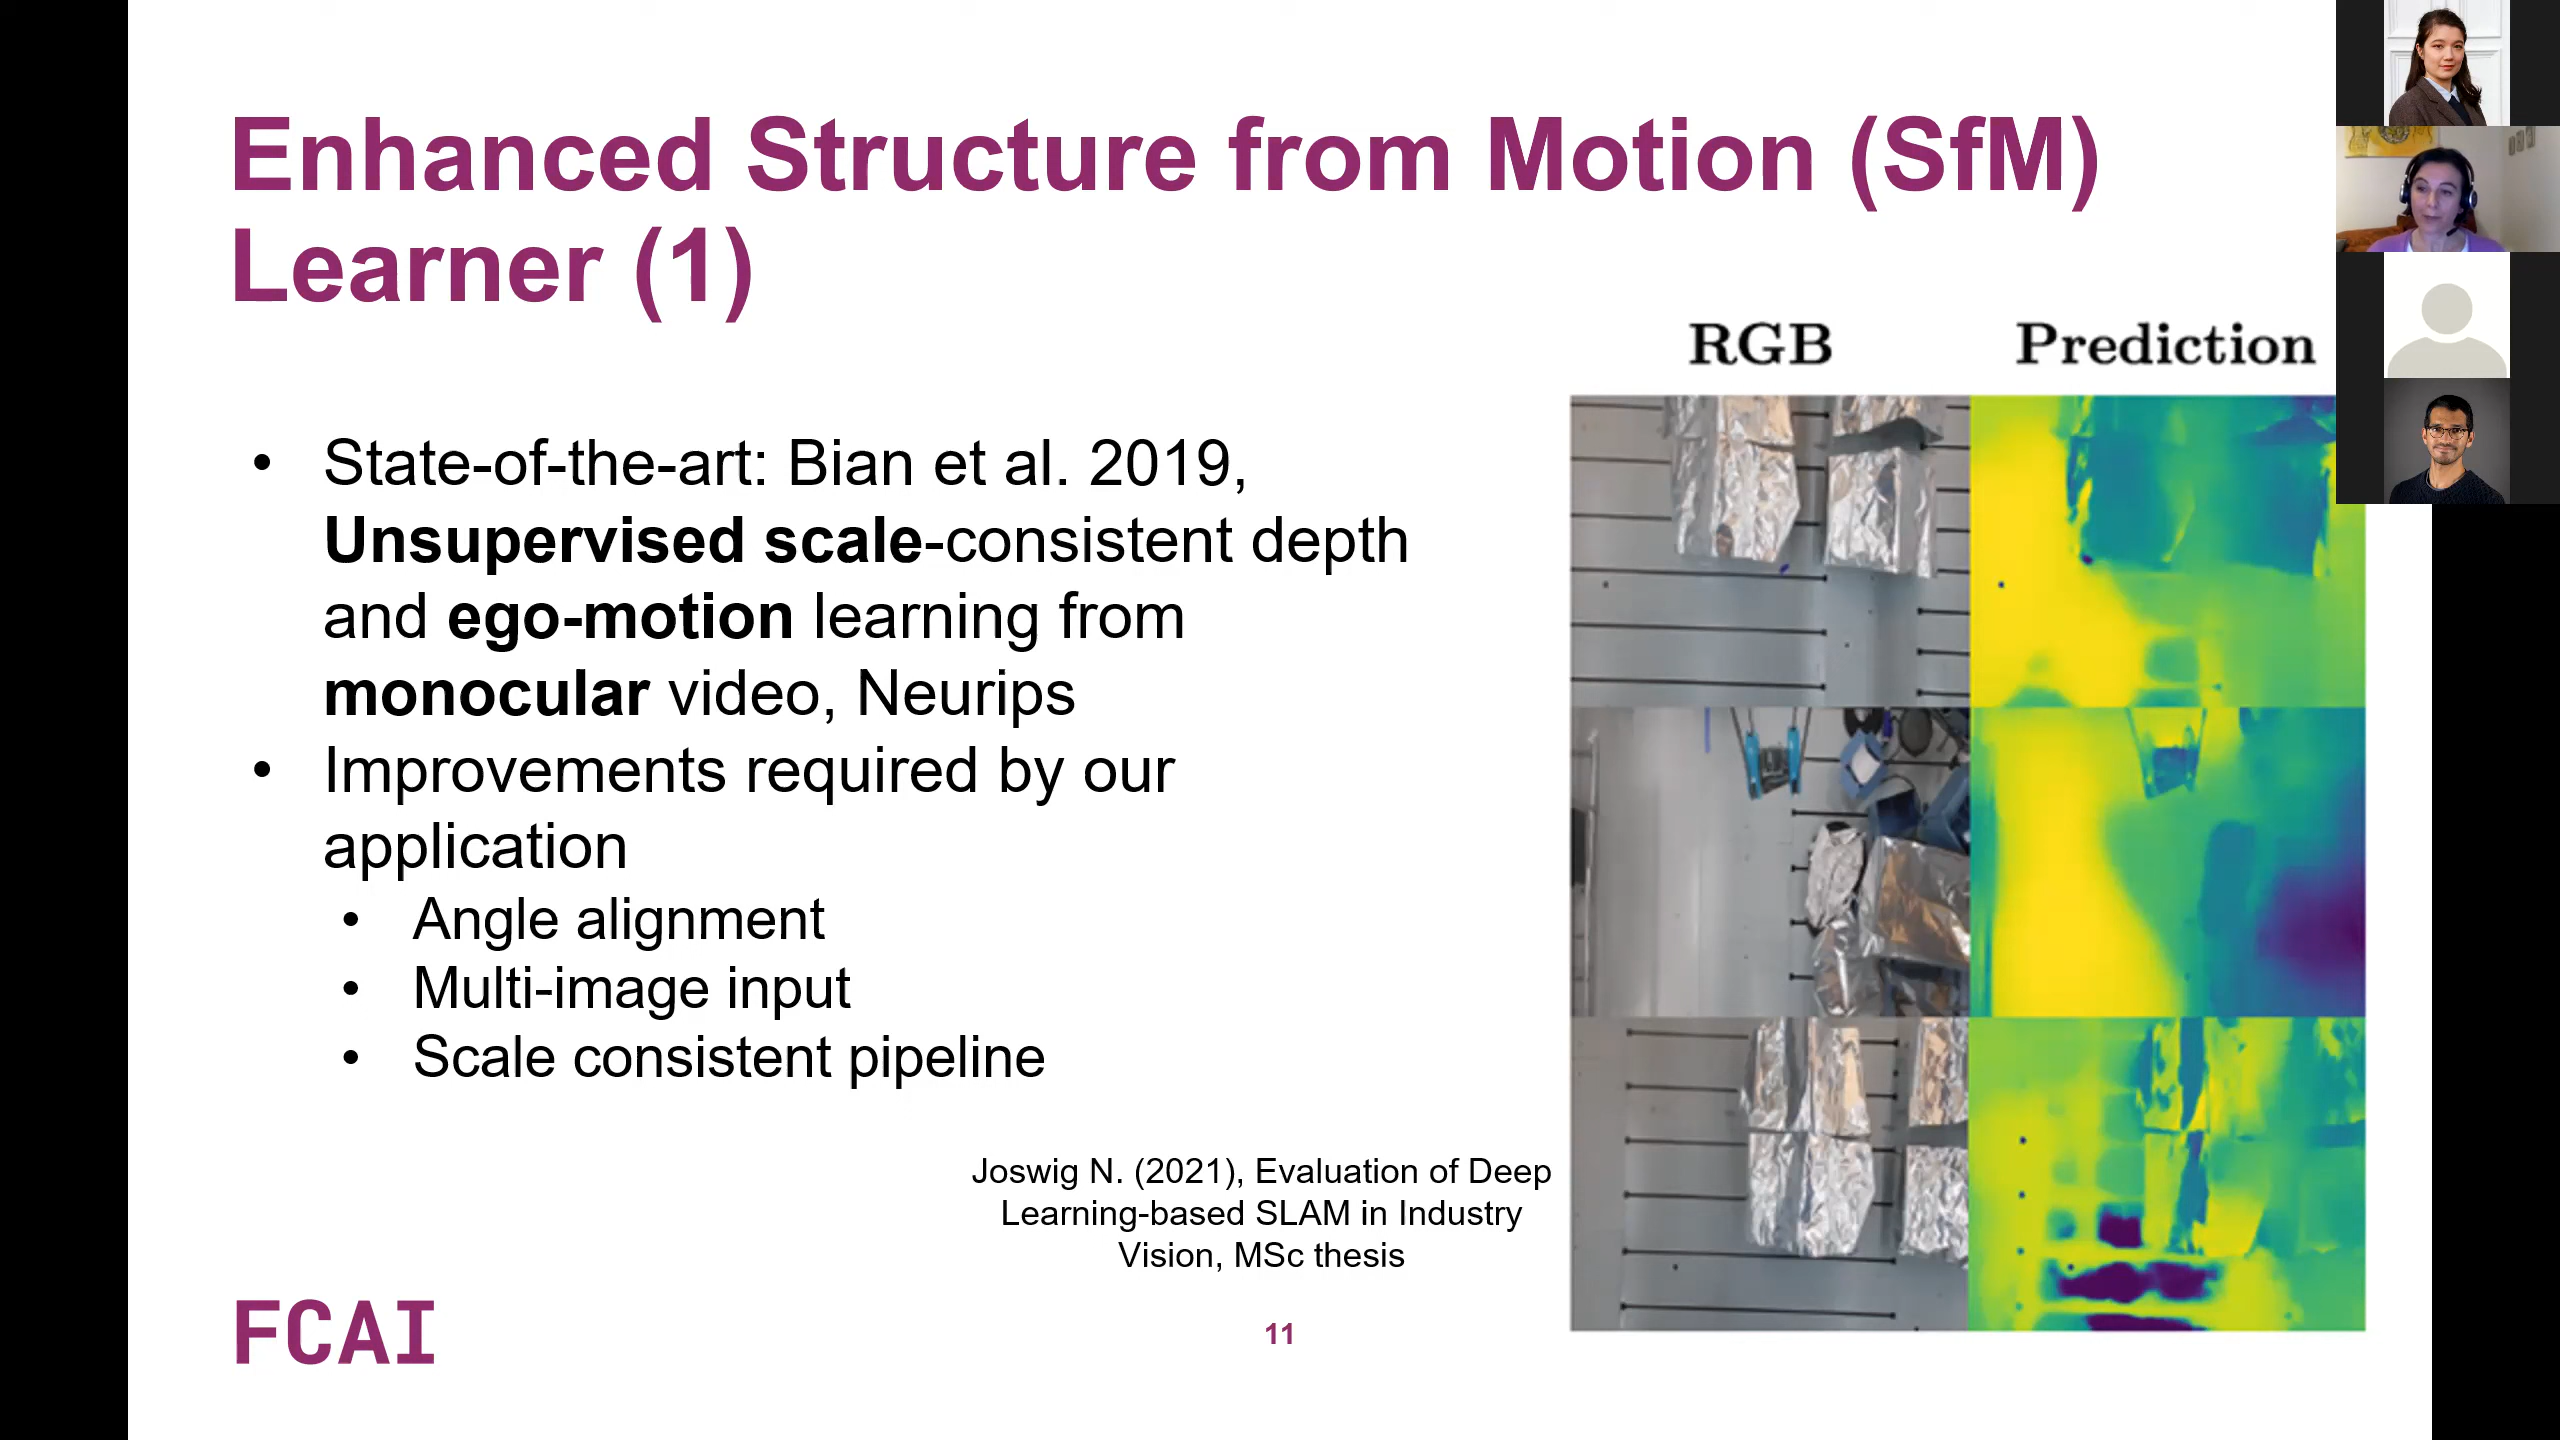 Enhanced Structure from Motion (SfM)
Learner (1)
RGB
Prediction
• State-of-the-art: Bian et al. 2019,
Unsupervised scale-consistent depth
and ego-motion learning from
monocular video, Neurips
• Improvements required by our
application
• Angle alignment
• Multi-image input
• Scale consistent pipeline
Joswig N. (2021), Evaluation of Deep
Learning-based SLAM in Industry
Vision, MSc thesis
FCAI
11